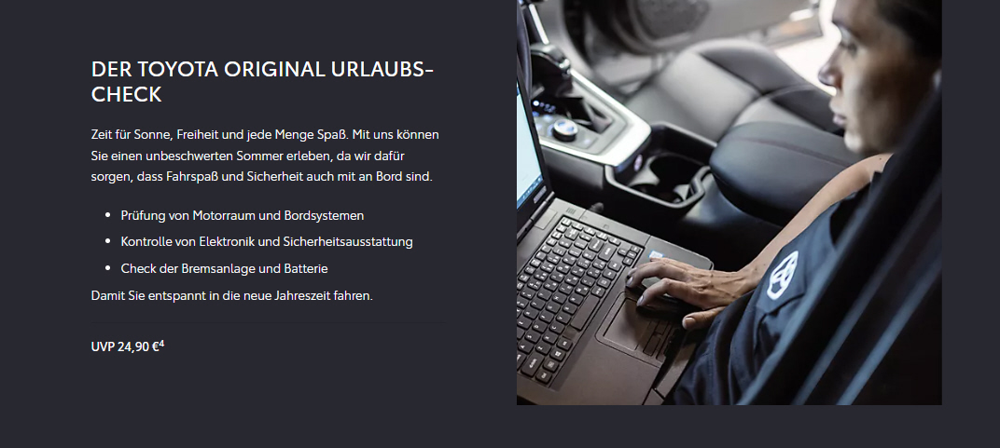 DER TOYOTA ORIGINAL URLAUBS-
CHECK
Zeit für Sonne, Freiheit und jede Menge Spaß. Mit uns können
Sie einen unbeschwerten Sommer erleben, da wir dafür
sorgen, dass Fahrspaß und Sicherheit auch mit an Bord sind.
• Prüfung von Motorraum und Bordsystemen
• Kontrolle von Elektronik und Sicherheitsausstattung
• Check der Bremsanlage und Batterie
Damit Sie entspannt in die neue Jahreszeit fahren.
UVP 24,90 €⁴